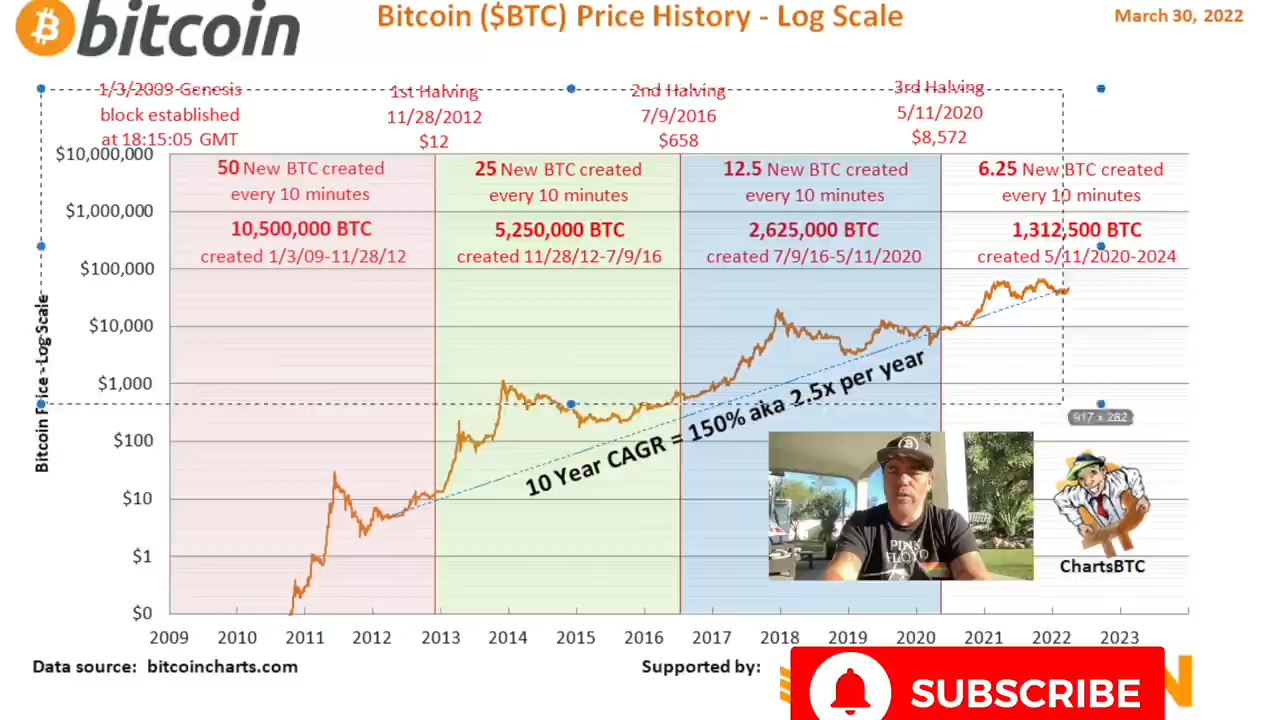 bitcoin
Bitcoin ($BTC) Price History - Log Scale
March 30, 2022
1/3/2009 Genesis
block established
at 18:15:05 GMT
1st Halving
11/28/2012
$12
2nd Halving
7/9/2016
$658
3rd Halving
5/11/2020
$8,572
50 New BTC created
every 10 minutes
10,500,000 BTC
created 1/3/09-11/28/12
25 New BTC created
every 10 minutes
5,250,000 BTC
created 11/28/12-7/9/16
12.5 New BTC created
every 10 minutes
2,625,000 BTC
created 7/9/16-5/11/2020
6.25 New BTC created
every 10 minutes
1,312,500 BTC
created 5/11/2020-2024
Bitcoin Price - Log Scale
$10,000,000
$1,000,000
$100,000
$10,000
$1,000
$100
$10
$1
$0
10 Year CAGR = 150% aka 2.5x per year
917 x 282
PINK
FLOYD
ChartsBTC
2009 2010 2011 2012 2013 2014 2015 2016 2017 2018 2019 2020 2021 2022 2023
Data source: bitcoincharts.com
Supported by:
SUBSCRIBE